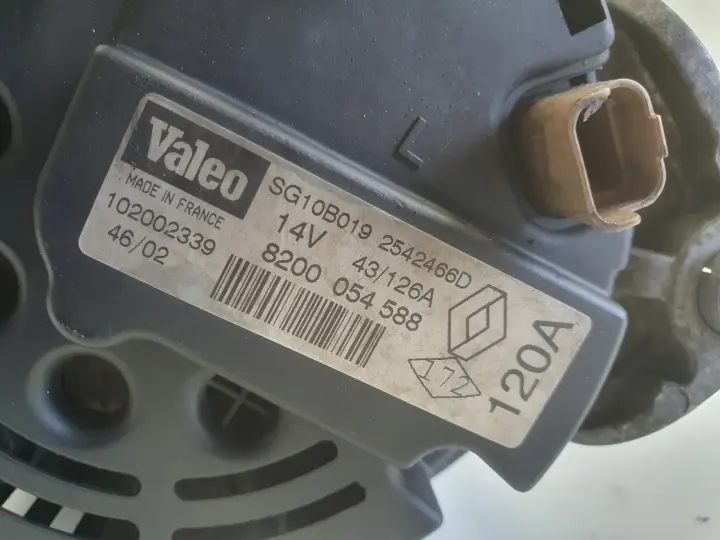 L
Valeo
MADE IN FRANCE
102002339
46/02
SG10B019 2542466D
14V 43/126A
8200 054 588
172
120A